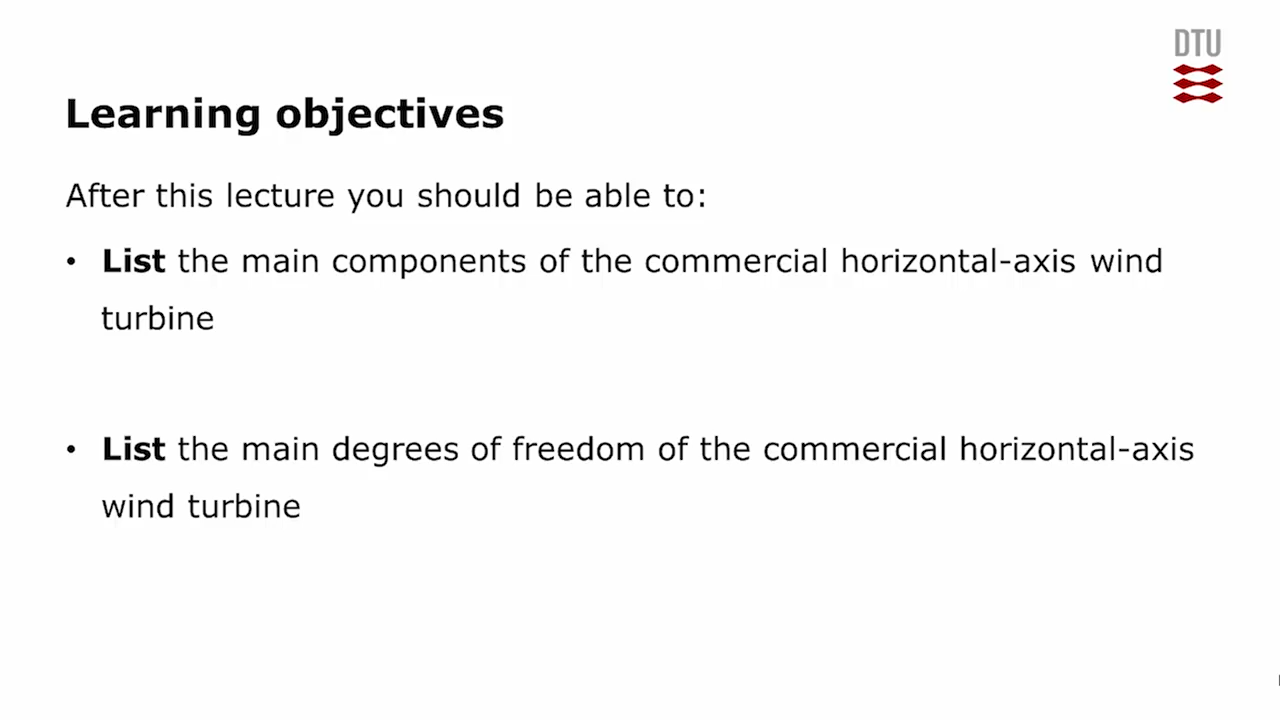 DTU
Learning objectives
After this lecture you should be able to:
• List the main components of the commercial horizontal-axis wind
turbine
• List the main degrees of freedom of the commercial horizontal-axis
wind turbine